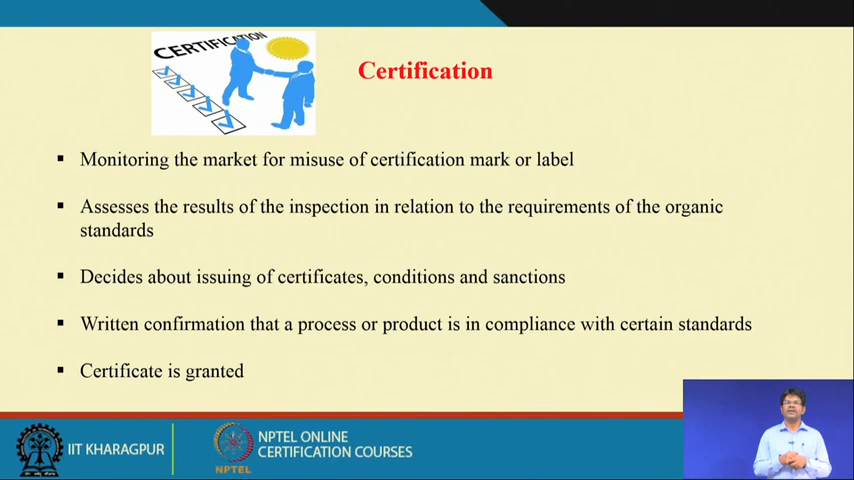 CERTIFICATION
Certification
▪ Monitoring the market for misuse of certification mark or label
▪ Assesses the results of the inspection in relation to the requirements of the organic
standards
▪ Decides about issuing of certificates, conditions and sanctions
▪ Written confirmation that a process or product is in compliance with certain standards
▪ Certificate is granted
IIT KHARAGPUR
NPTEL
NPTEL ONLINE
CERTIFICATION COURSES